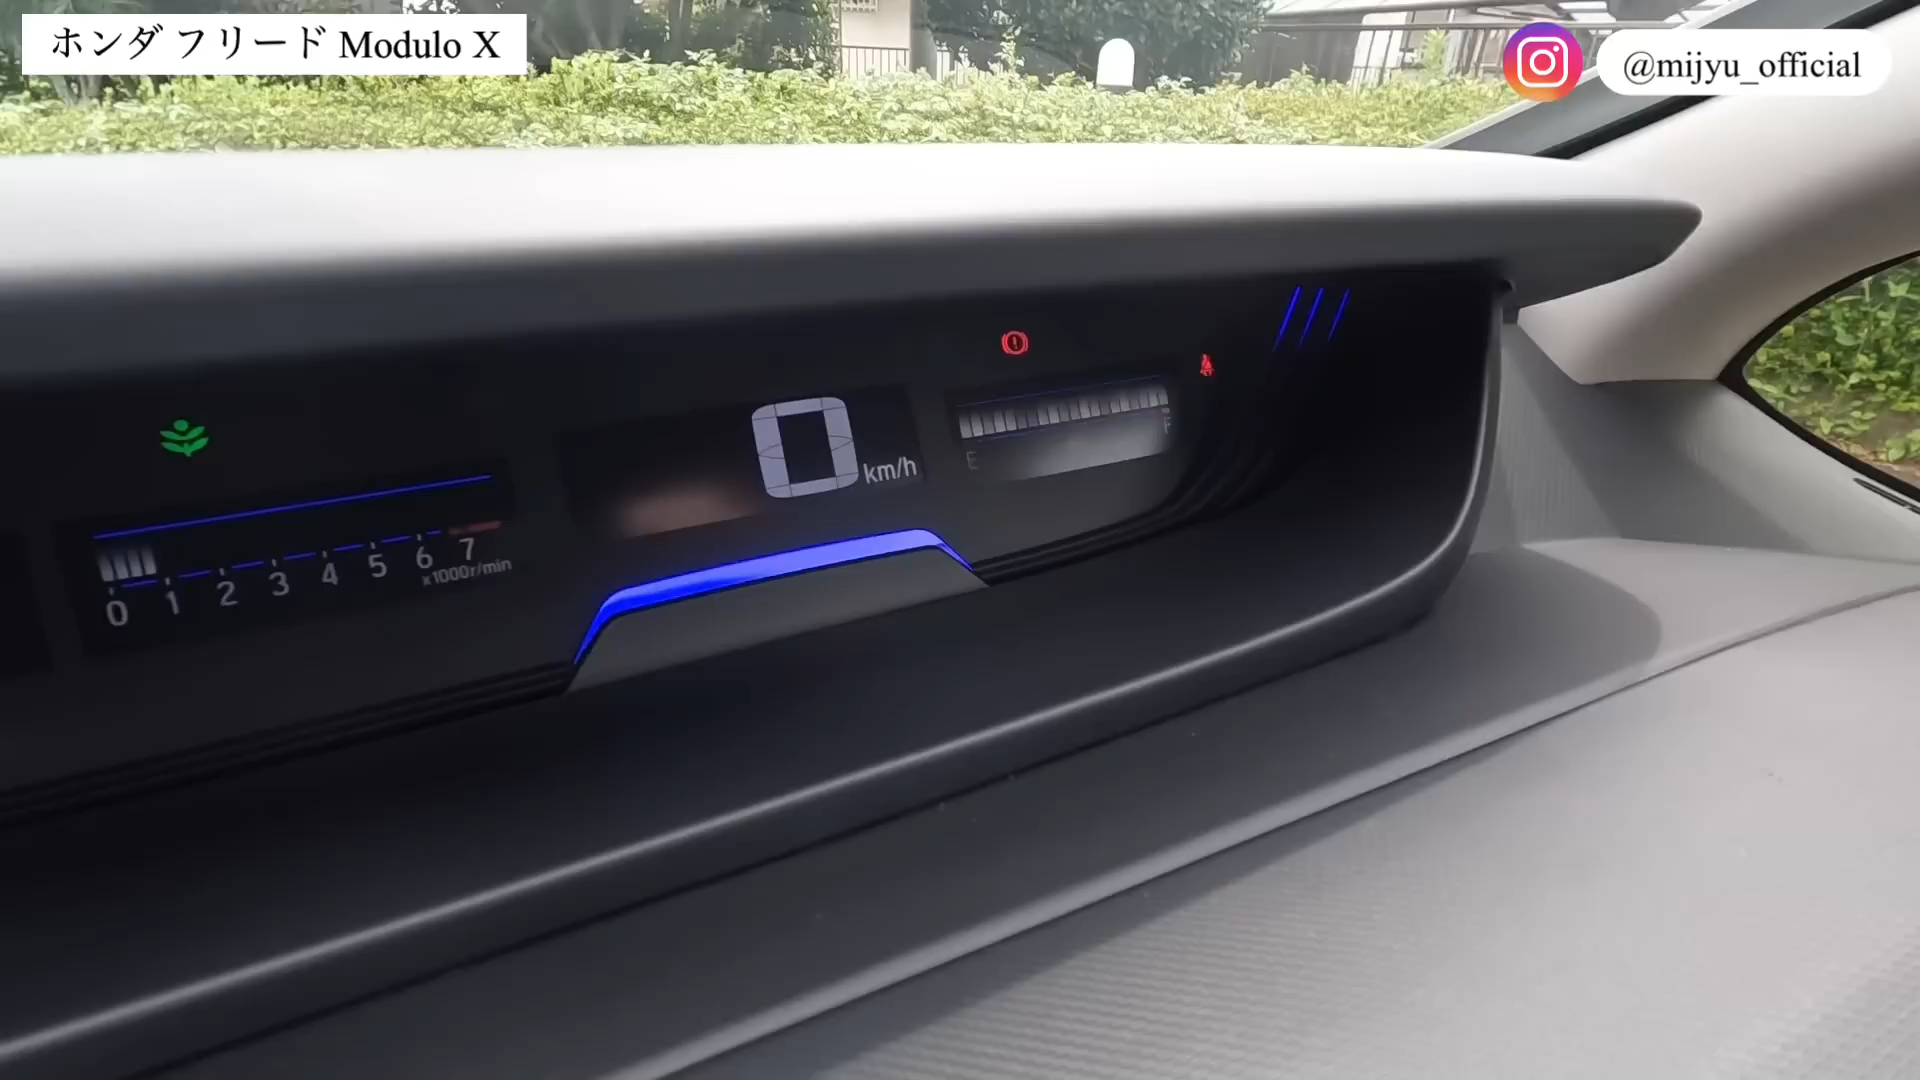 ホンダ フリード Modulo X
@mijyu_official
0 km/h
E
F
0 1 2 3 4 5 6 7
x1000r/min